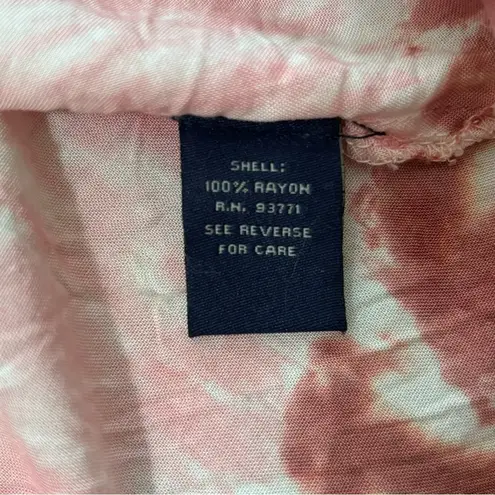 SHELL:
100% RAYON
R.N. 93771
SEE REVERSE
FOR CARE